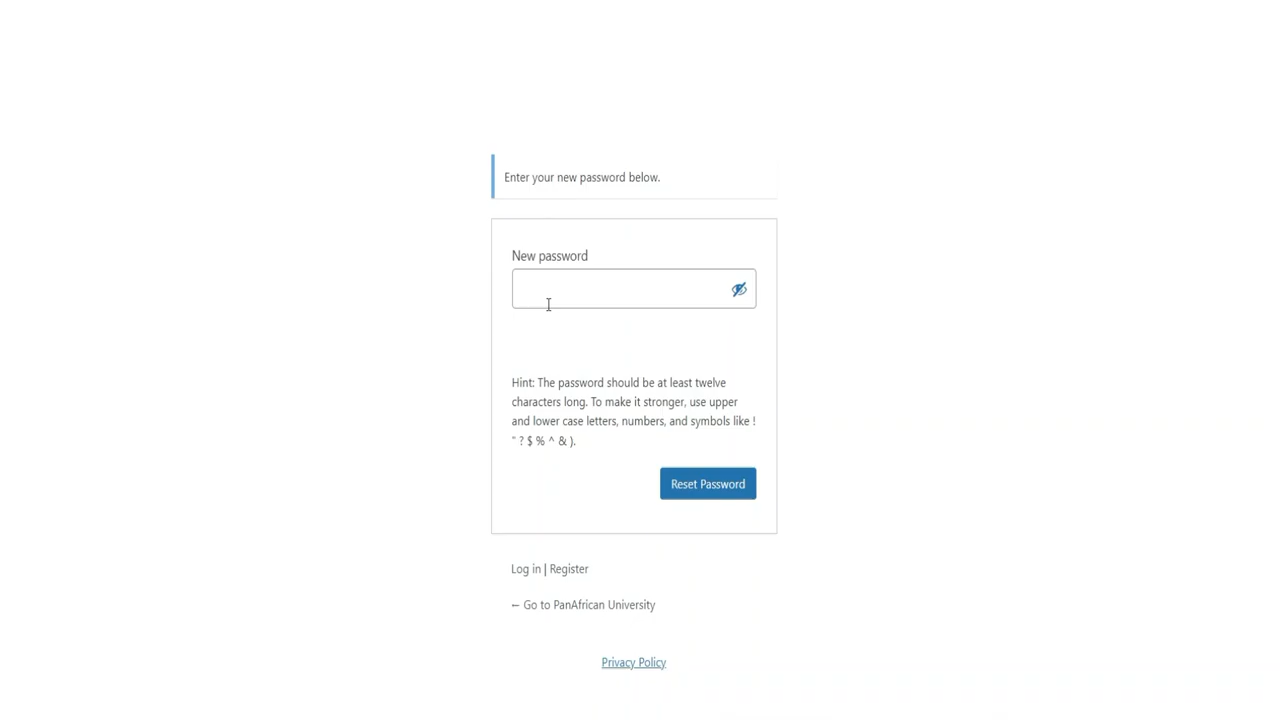 Enter your new password below.
New password
Hint: The password should be at least twelve
characters long. To make it stronger, use upper
and lower case letters, numbers, and symbols like !
" ? $ % ^ & ).
Reset Password
Log in | Register
← Go to PanAfrican University
Privacy Policy